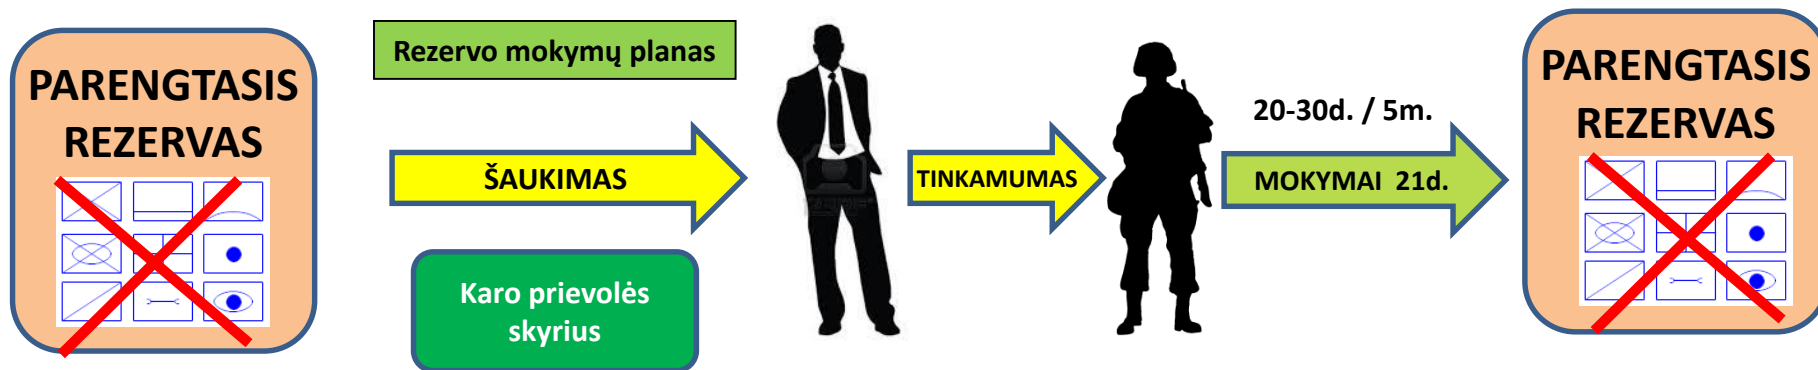 PARENGTASIS
REZERVAS
Rezervo mokymų planas
ŠAUKIMAS
Karo prievolės
skyrius
TINKAMUMAS
20-30d. / 5m.
MOKYMAI 21d.
PARENGTASIS
REZERVAS